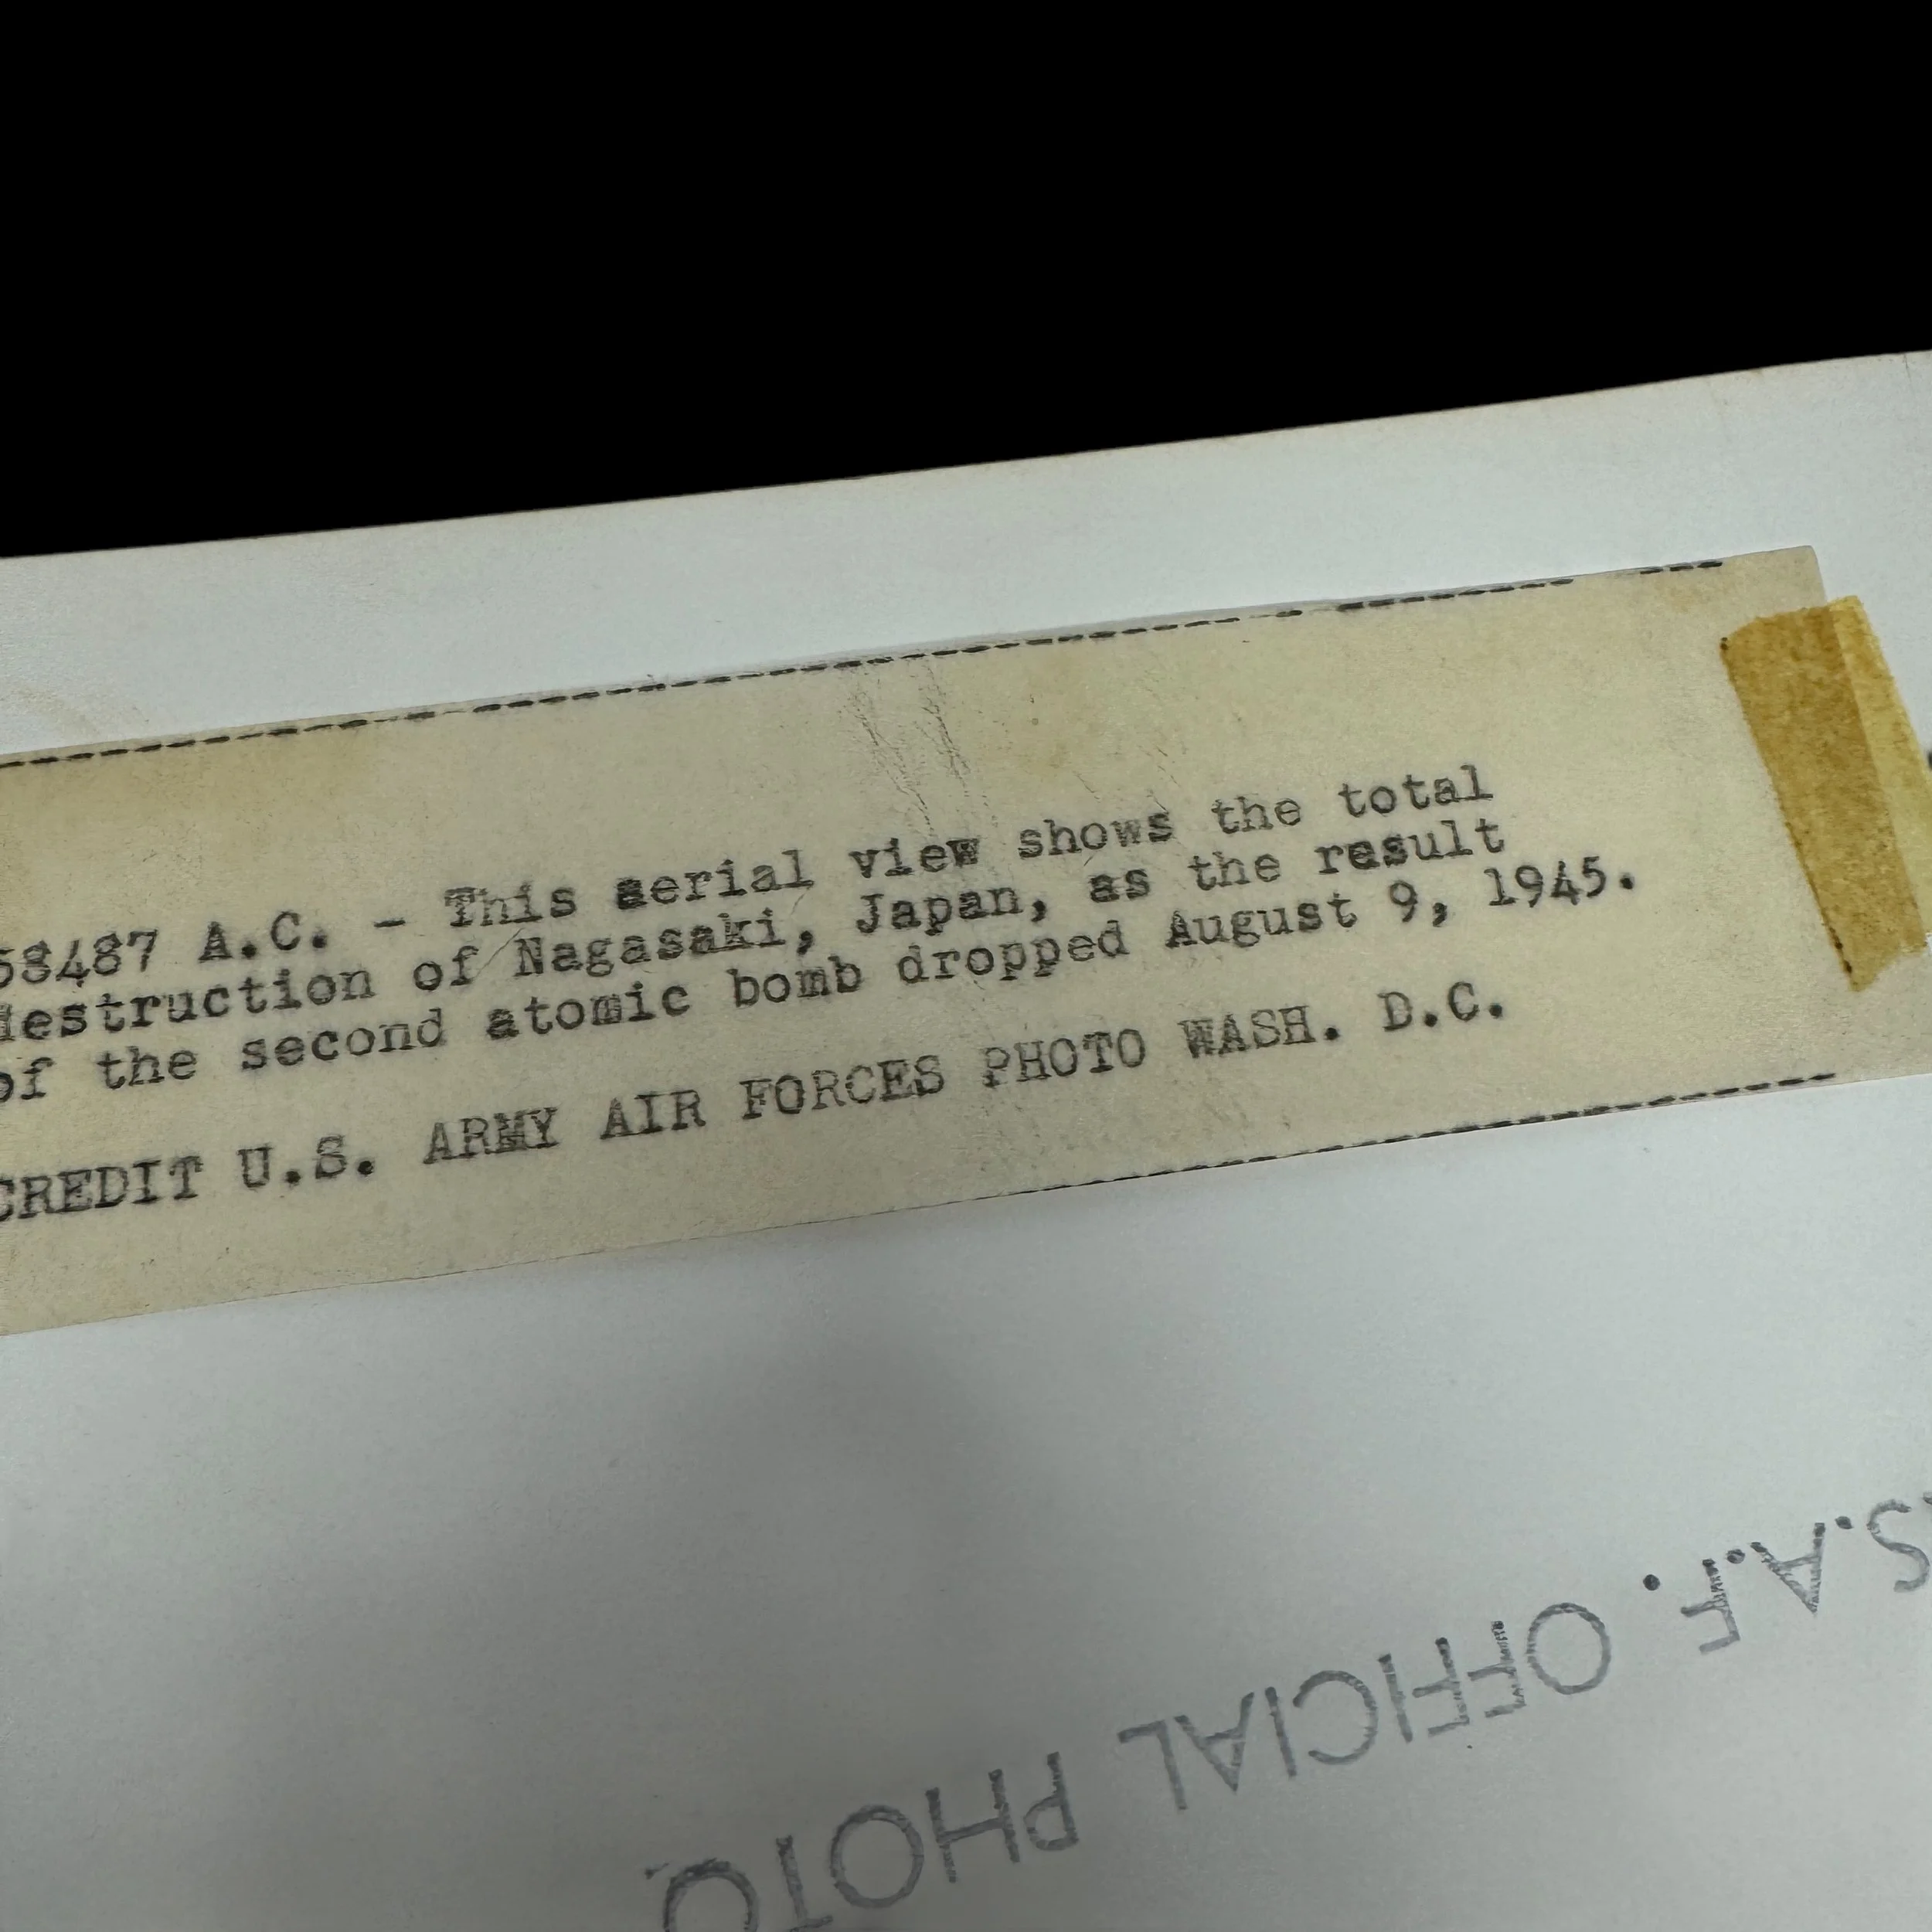 58487 A.C. - This aerial view shows the total
destruction of Nagasaki, Japan, as the result
of the second atomic bomb dropped August 9, 1945.
CREDIT U.S. ARMY AIR FORCES PHOTO WASH. D.C.
S.A.F. OFFICIAL PHOTO